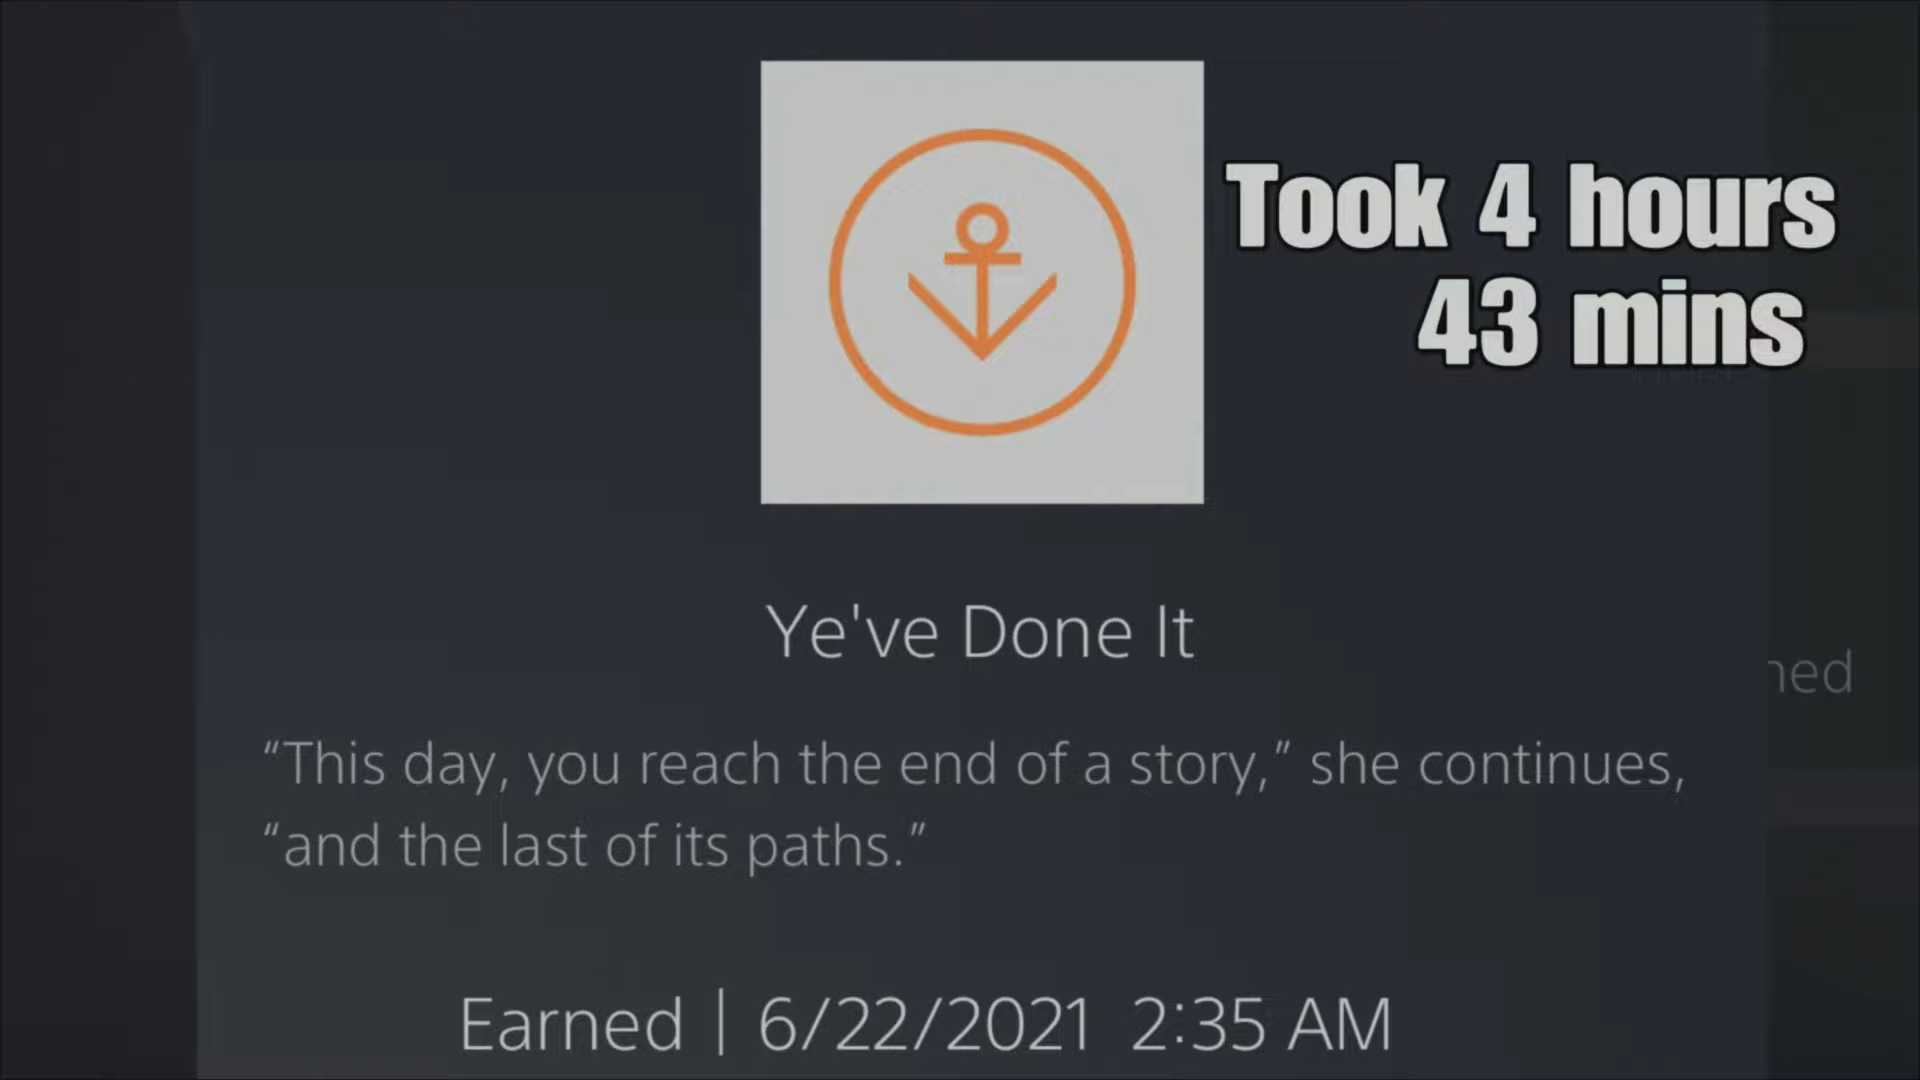 Took 4 hours
43 mins
Ye've Done It
“This day, you reach the end of a story,” she continues,
“and the last of its paths.”
Earned | 6/22/2021 2:35 AM